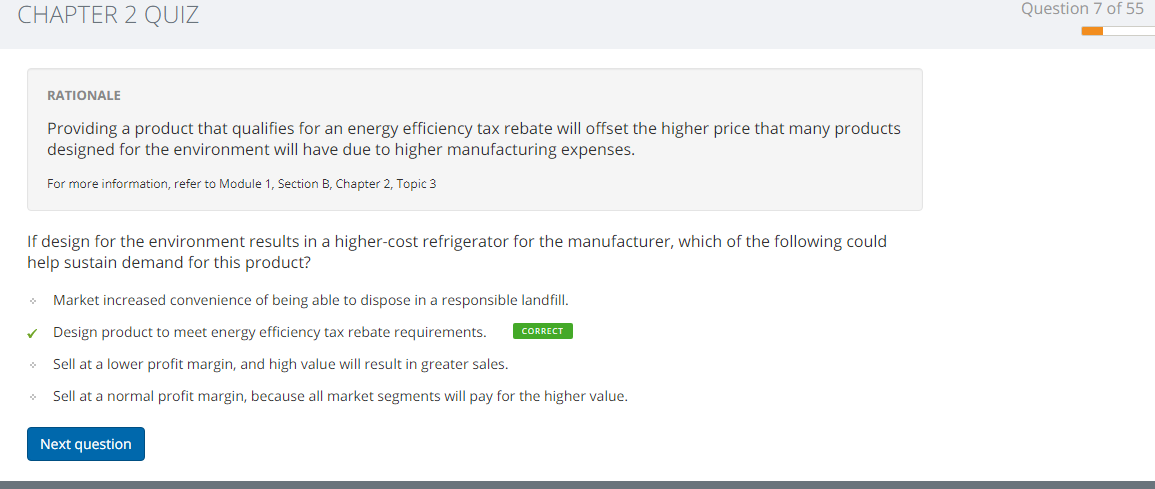 CHAPTER 2 QUIZ
Question 7 of 55
RATIONALE
Providing a product that qualifies for an energy efficiency tax rebate will offset the higher price that many products
designed for the environment will have due to higher manufacturing expenses.
For more information, refer to Module 1, Section B, Chapter 2, Topic 3
If design for the environment results in a higher-cost refrigerator for the manufacturer, which of the following could
help sustain demand for this product?
Market increased convenience of being able to dispose in a responsible landfill.
Design product to meet energy efficiency tax rebate requirements. CORRECT
Sell at a lower profit margin, and high value will result in greater sales.
Sell at a normal profit margin, because all market segments will pay for the higher value.
Next question